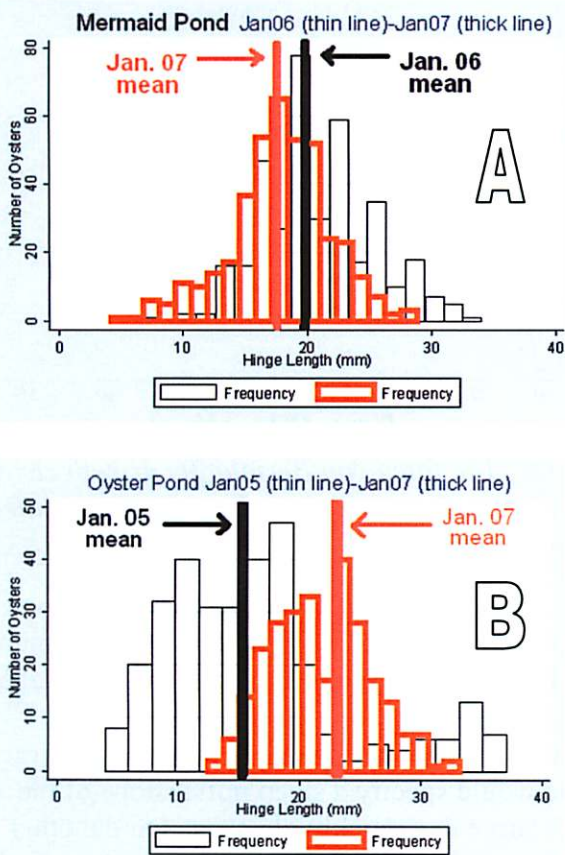 Mermaid Pond Jan06 (thin line)-Jan07 (thick line)
Jan. 07
mean
Jan. 06
mean
A
Number of Oysters
80
60
40
20
0
0 10 20 30 40
Hinge Length (mm)
Frequency Frequency
Oyster Pond Jan05 (thin line)-Jan07 (thick line)
Jan. 05
mean
Jan. 07
mean
B
Number of Oysters
50
40
30
20
10
0
0 10 20 30 40
Hinge Length (mm)
Frequency Frequency